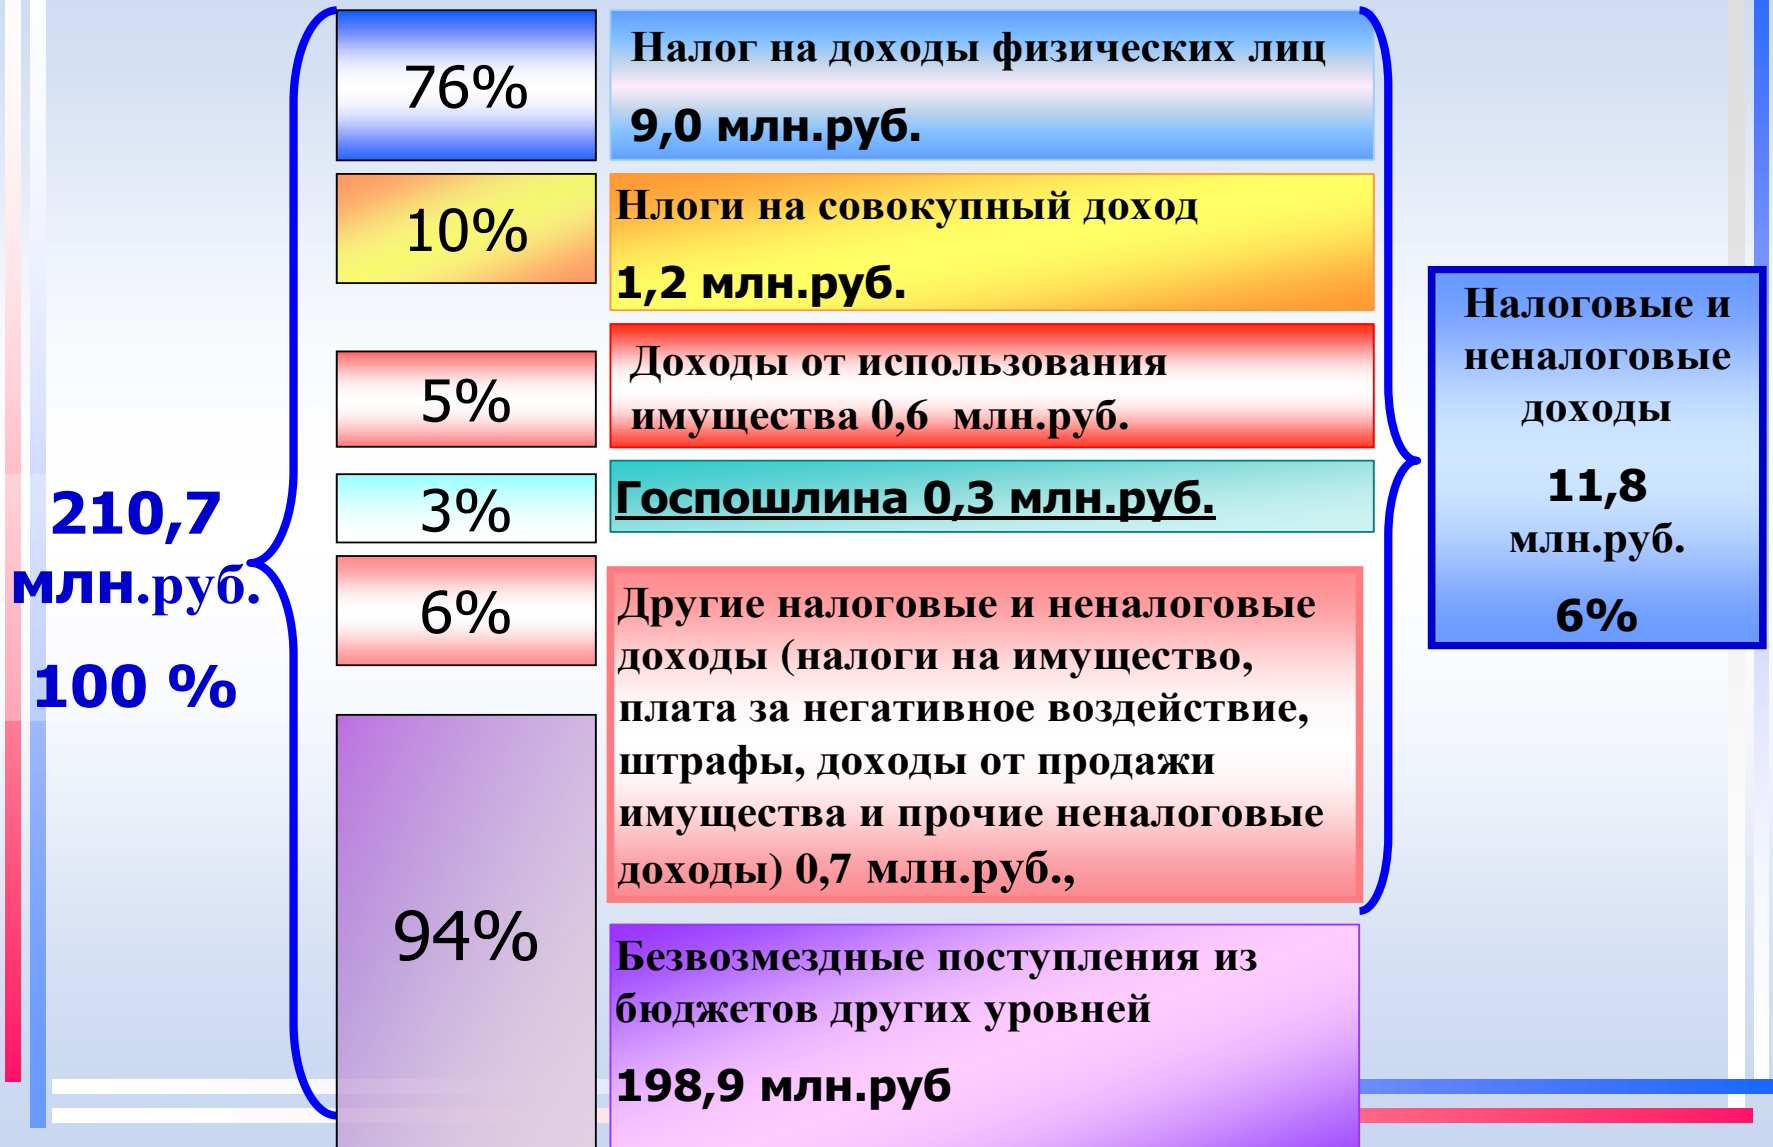 210,7
млн.руб.
100 %
76%
Налог на доходы физических лиц
9,0 млн.руб.
10%
Нлоги на совокупный доход
1,2 млн.руб.
5%
Доходы от использования
имущества 0,6 млн.руб.
3%
Госпошлина 0,3 млн.руб.
6%
Другие налоговые и неналоговые
доходы (налоги на имущество,
плата за негативное воздействие,
штрафы, доходы от продажи
имущества и прочие неналоговые
доходы) 0,7 млн.руб.,
94%
Безвозмездные поступления из
бюджетов других уровней
198,9 млн.руб
Налоговые и
неналоговые
доходы
11,8
млн.руб.
6%